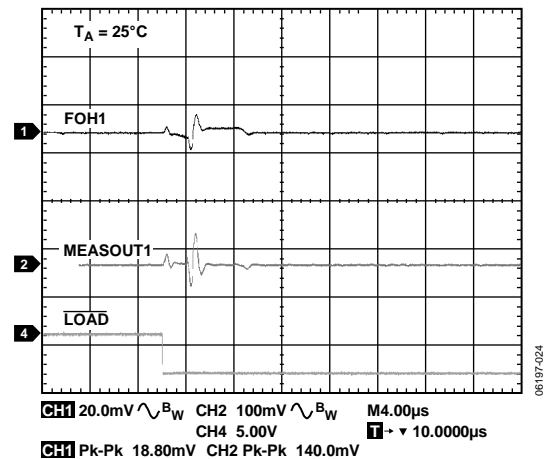 TA = 25°C
FOH1
1
MEASOUT1
2
LOAD
4
06197-024
CH1 20.0mV BW CH2 100mV BW M4.00µs
CH4 5.00V T 10.0000µs
CH1 Pk-Pk 18.80mV CH2 Pk-Pk 140.0mV